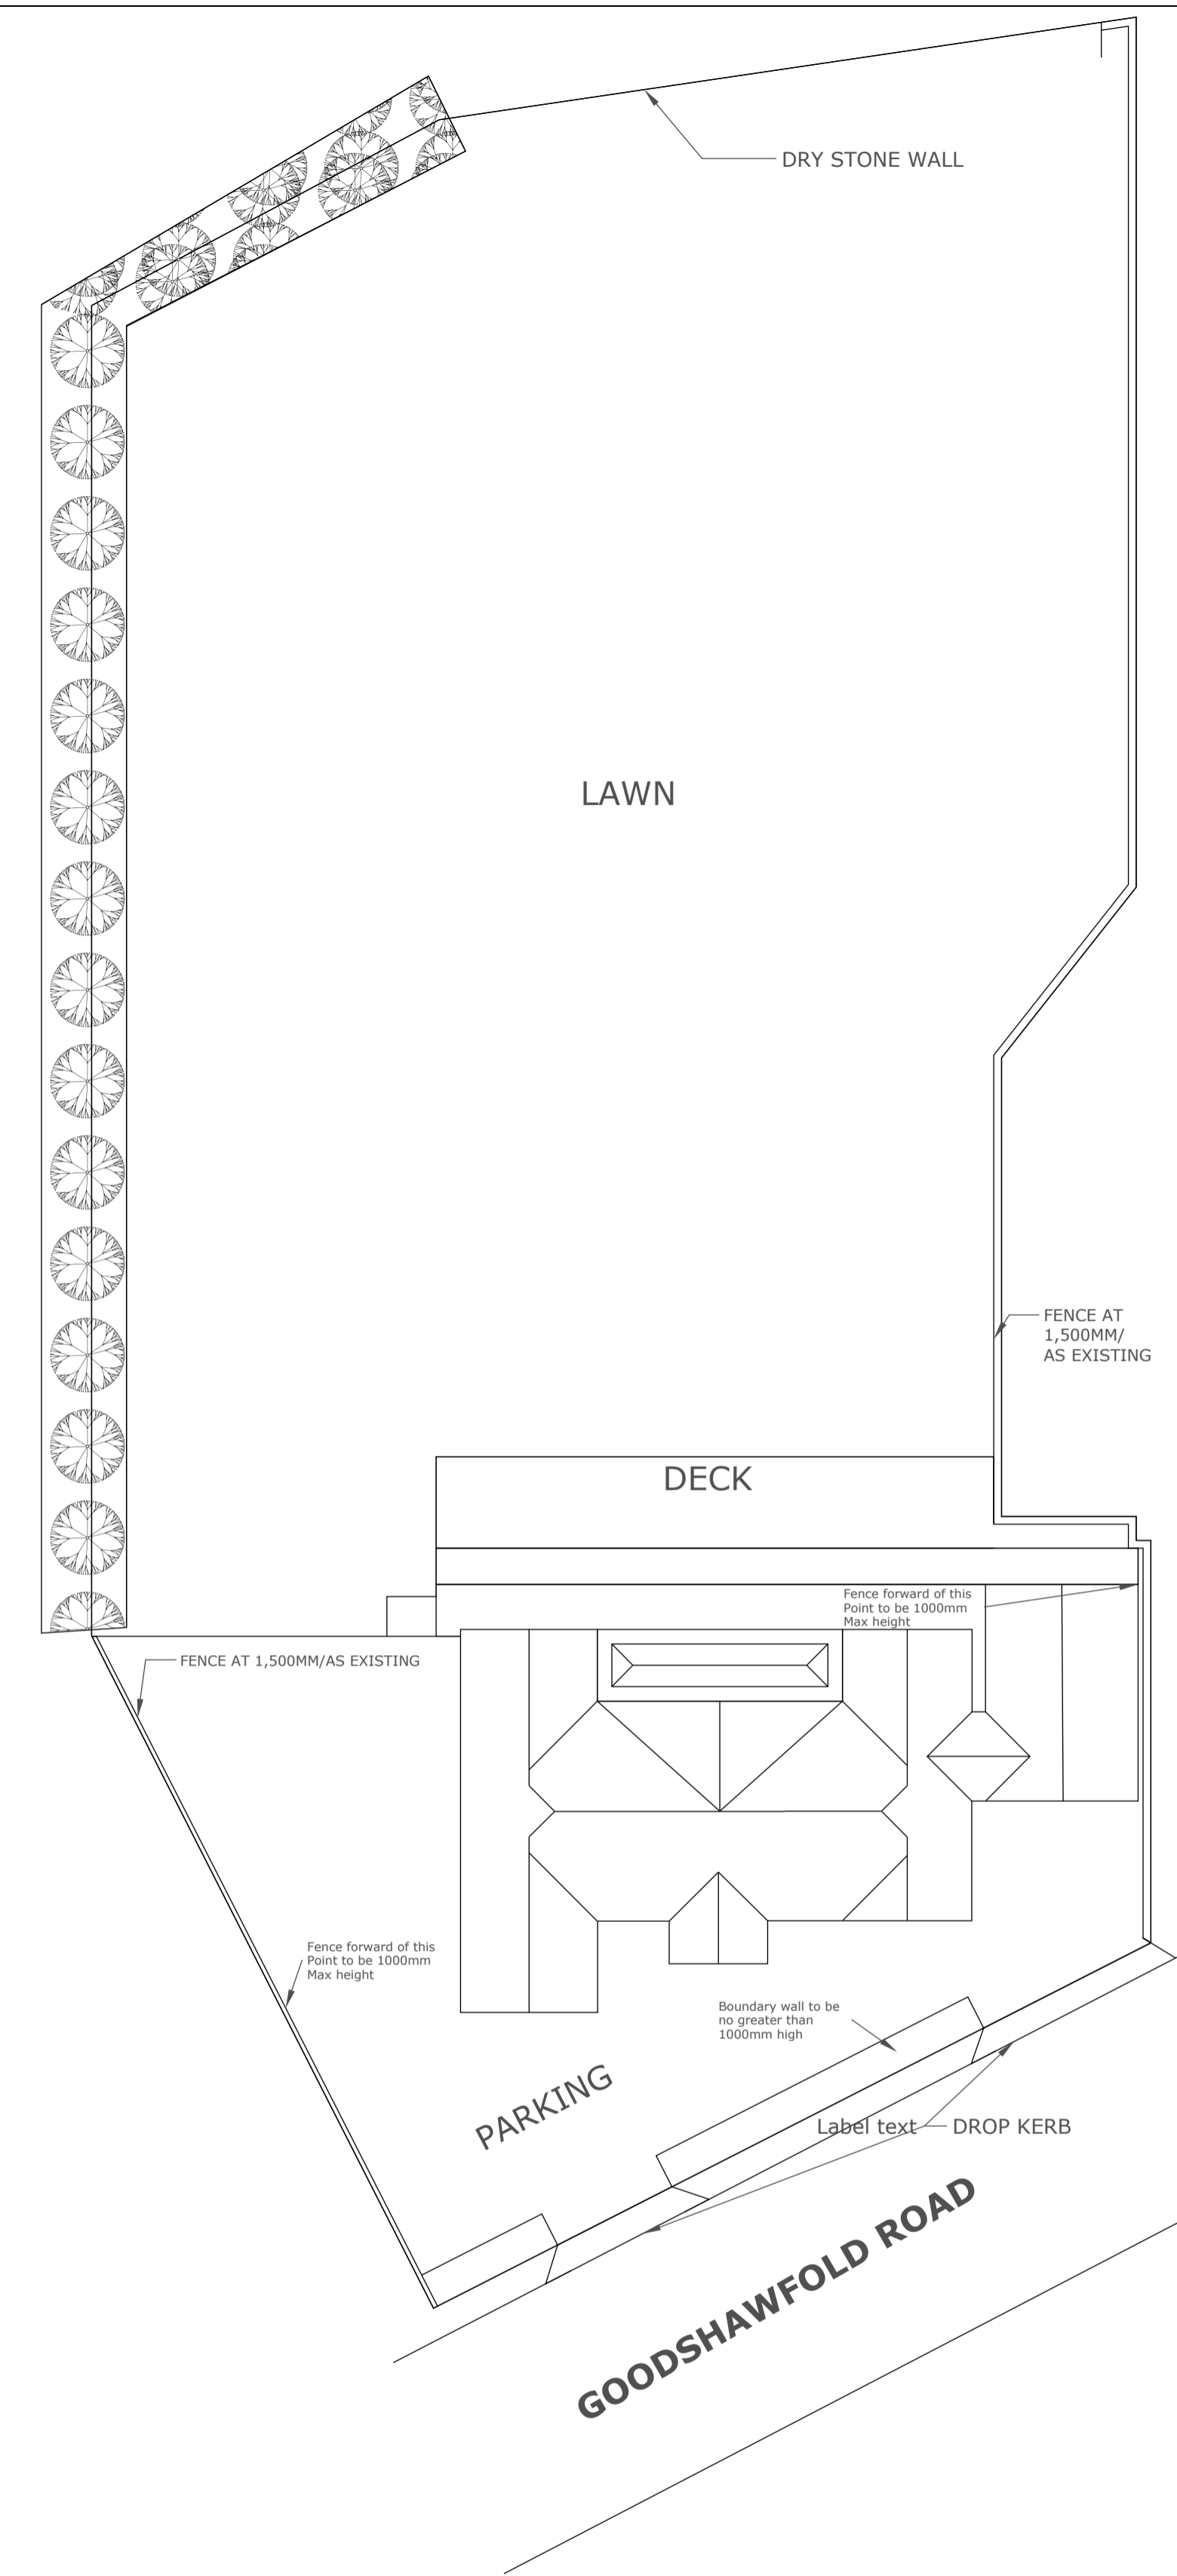 DRY STONE WALL
LAWN
FENCE AT
1,500MM/
AS EXISTING
DECK
Fence forward of this
Point to be 1000mm
Max height
FENCE AT 1,500MM/AS EXISTING
Fence forward of this
Point to be 1000mm
Max height
Boundary wall to be
no greater than
1000mm high
PARKING
Label text
DROP KERB
GOODSHAWFOLD ROAD